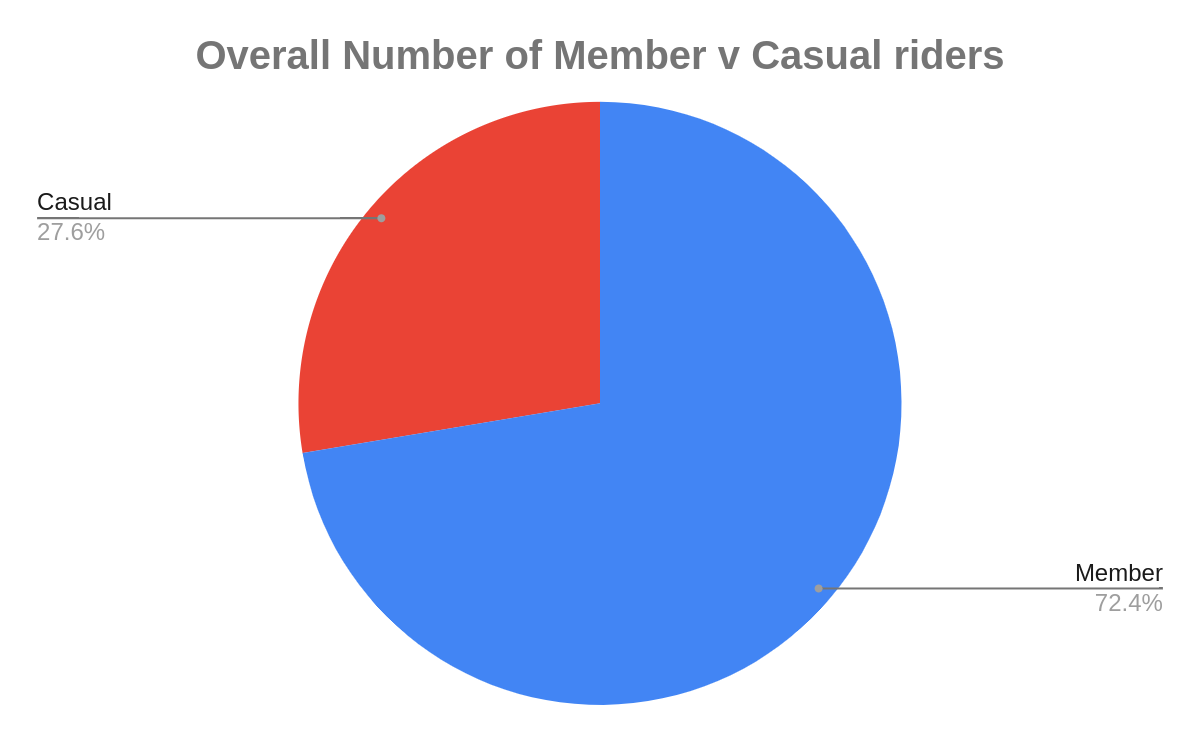 Overall Number of Member v Casual riders
Casual
27.6%
Member
72.4%